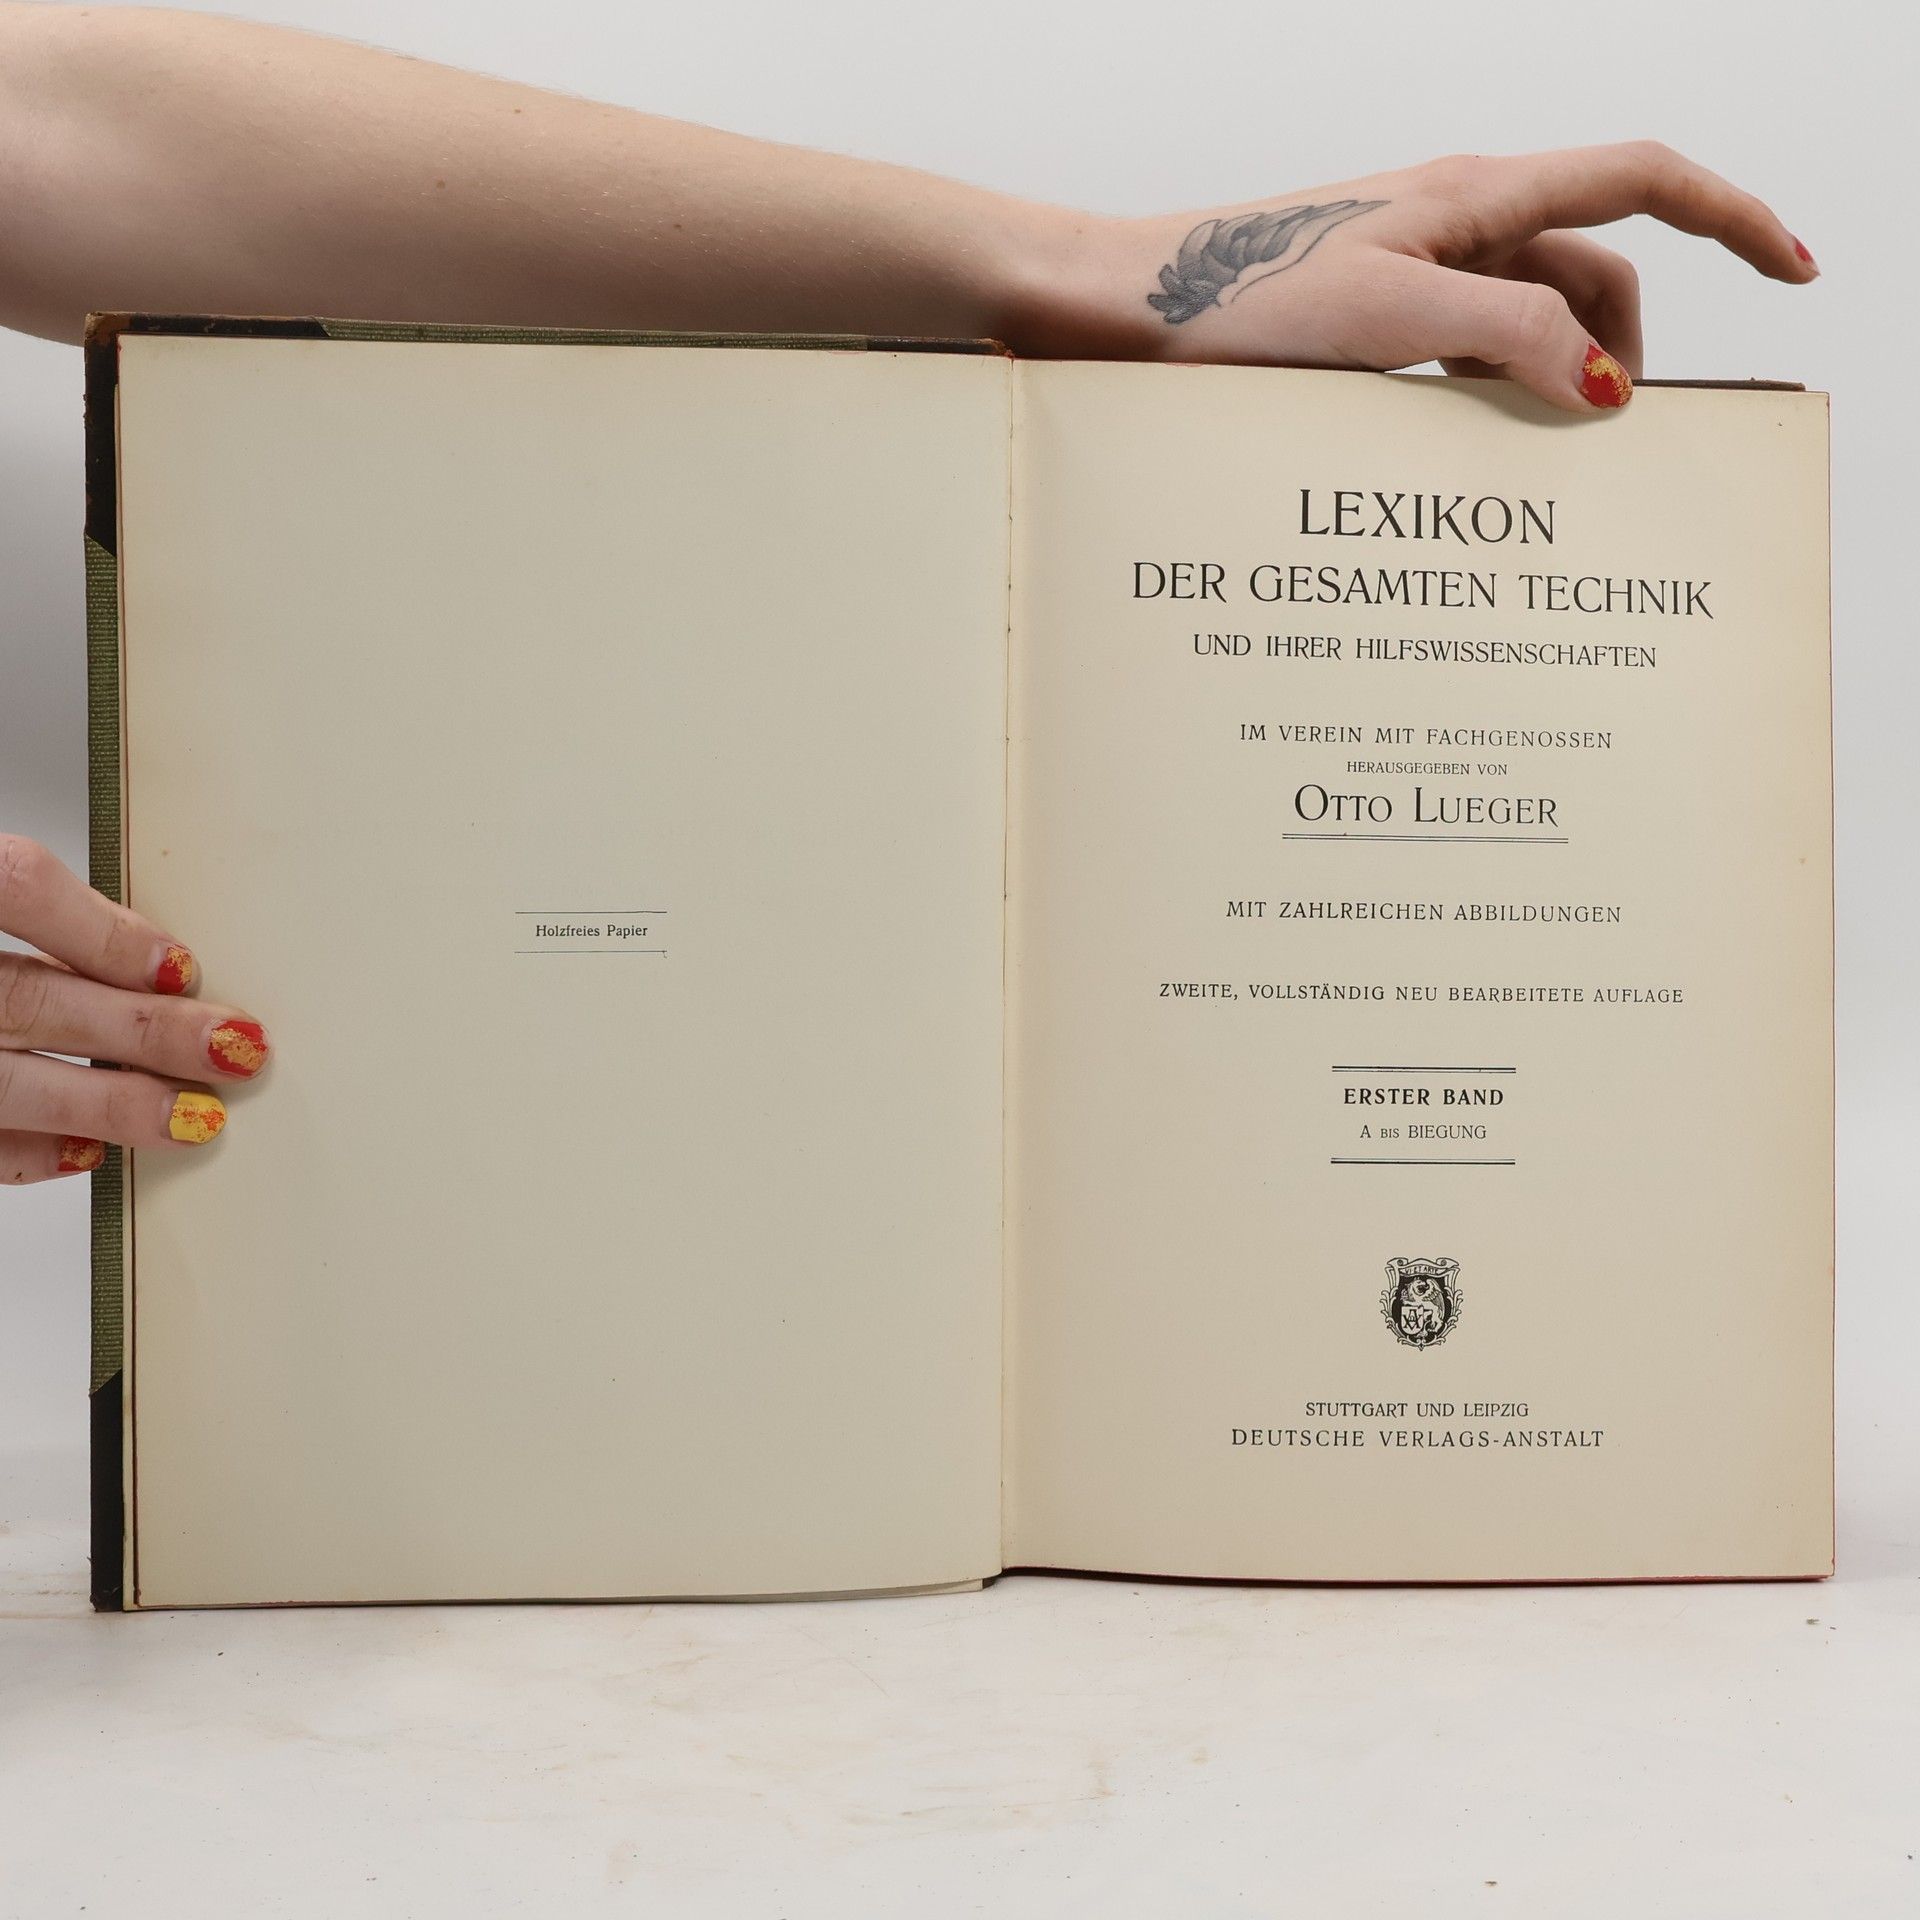 Holzfreies Papier
LEXIKON
DER GESAMTEN TECHNIK
UND IHRER HILFSWISSENSCHAFTEN
IM VEREIN MIT FACHGENOSSEN
HERAUSGEGEBEN VON
OTTO LUEGER
MIT ZAHLREICHEN ABBILDUNGEN
ZWEITE, VOLLSTÄNDIG NEU BEARBEITETE AUFLAGE
ERSTER BAND
A BIS BIEGUNG
STUTTGART UND LEIPZIG
DEUTSCHE VERLAGS-ANSTALT